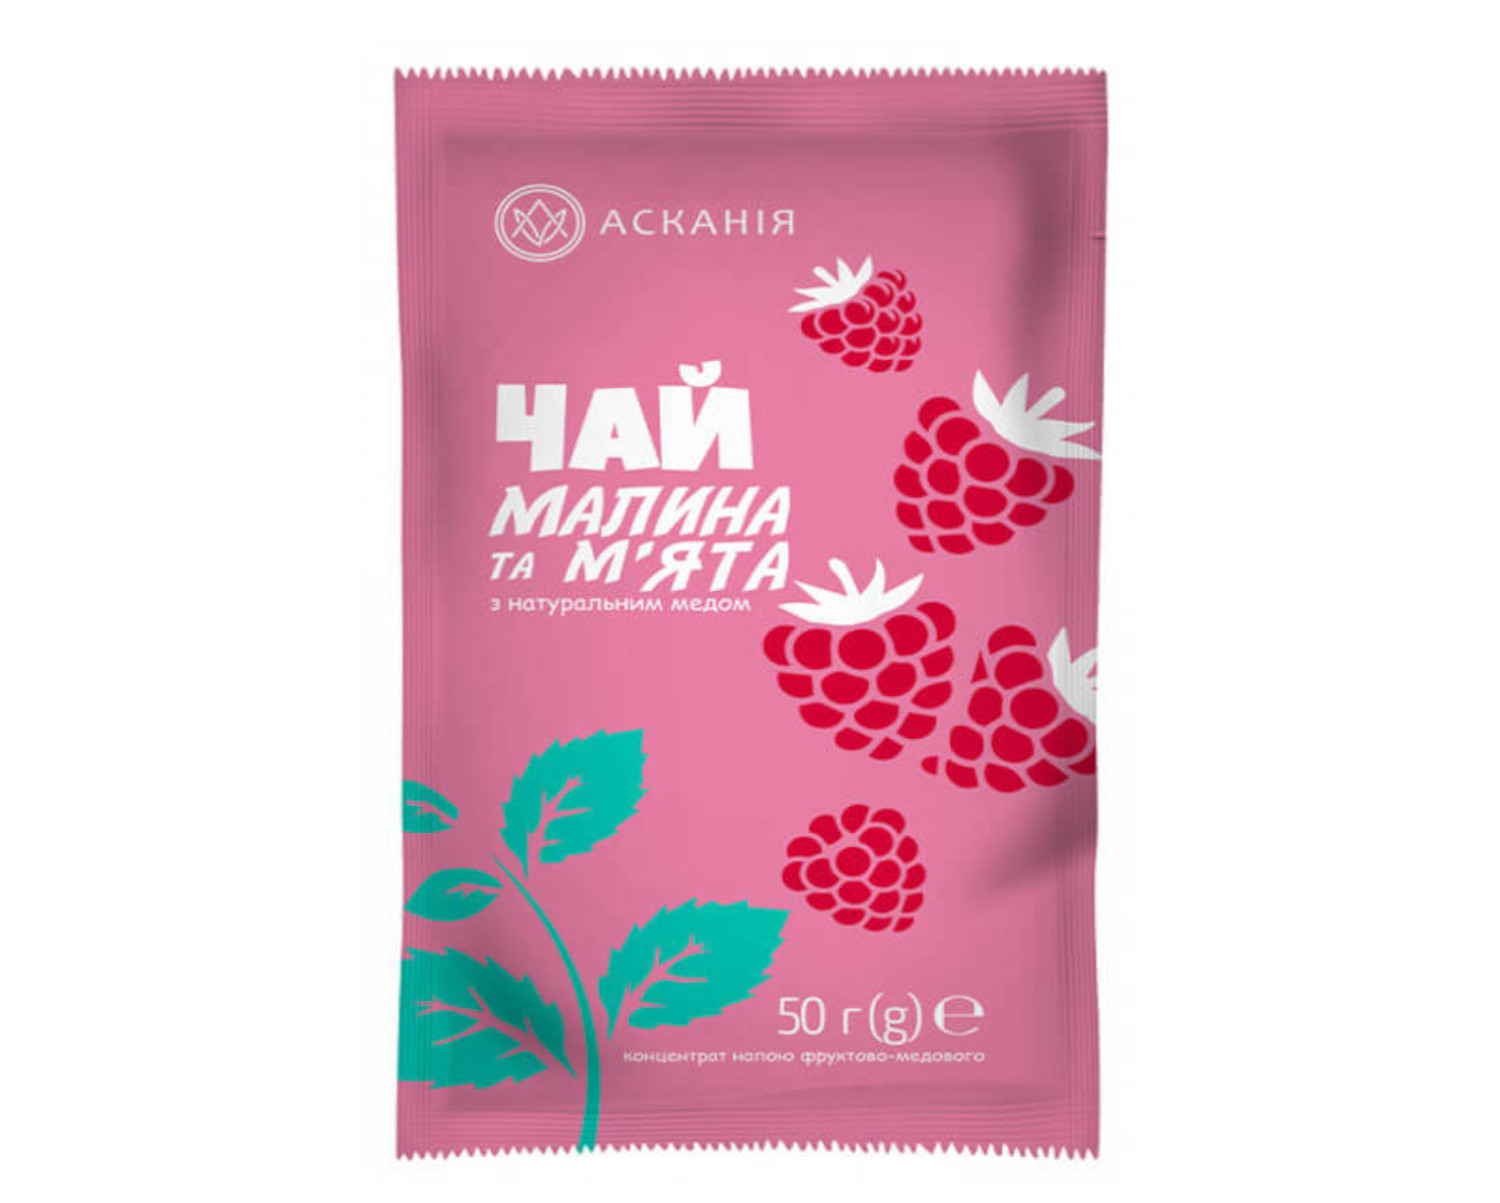 АСКАНІЯ
ЧАЙ
МАЛИНА
ТА М'ЯТА
з натуральним медом
50 г(g) ℮
концентрат напою фруктово-медового